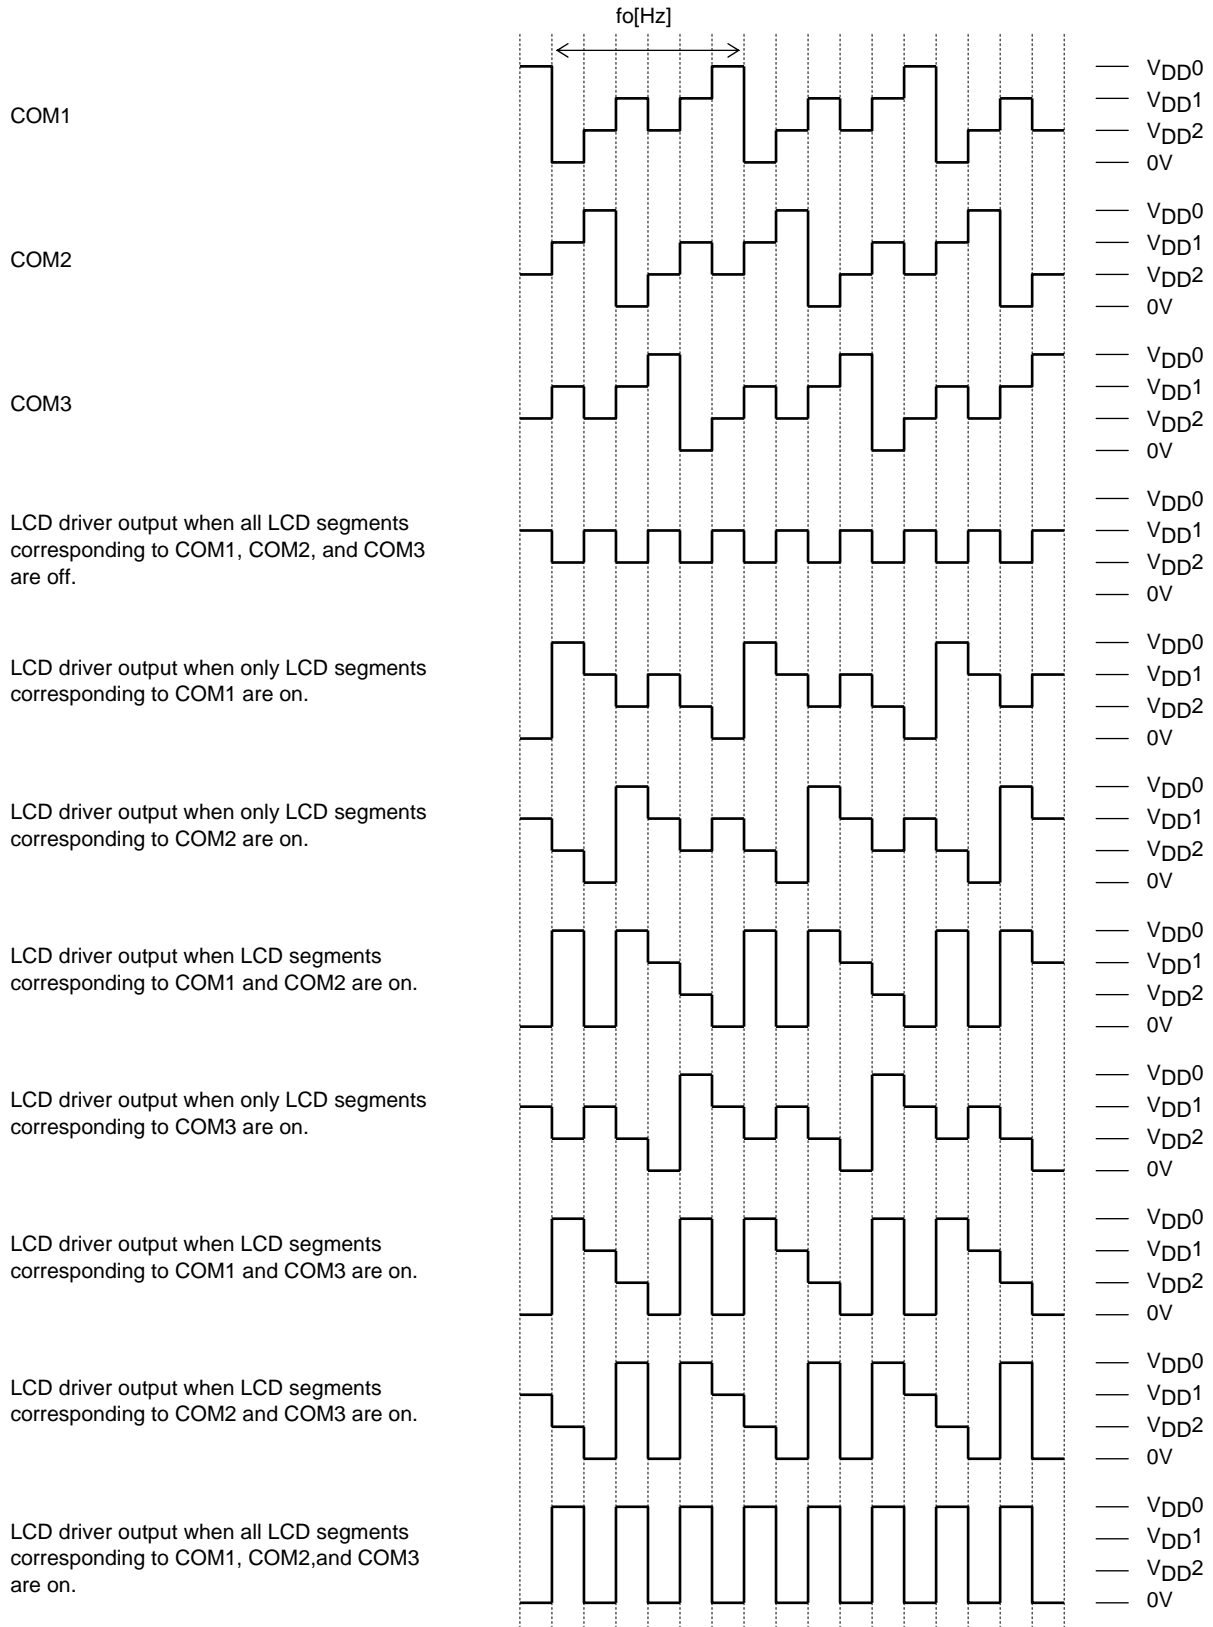 fo[Hz]
COM1
VDD0
VDD1
VDD2
0V
COM2
VDD0
VDD1
VDD2
0V
COM3
VDD0
VDD1
VDD2
0V
LCD driver output when all LCD segments
corresponding to COM1, COM2, and COM3
are off.
VDD0
VDD1
VDD2
0V
LCD driver output when only LCD segments
corresponding to COM1 are on.
VDD0
VDD1
VDD2
0V
LCD driver output when only LCD segments
corresponding to COM2 are on.
VDD0
VDD1
VDD2
0V
LCD driver output when LCD segments
corresponding to COM1 and COM2 are on.
VDD0
VDD1
VDD2
0V
LCD driver output when only LCD segments
corresponding to COM3 are on.
VDD0
VDD1
VDD2
0V
LCD driver output when LCD segments
corresponding to COM1 and COM3 are on.
VDD0
VDD1
VDD2
0V
LCD driver output when LCD segments
corresponding to COM2 and COM3 are on.
VDD0
VDD1
VDD2
0V
LCD driver output when all LCD segments
corresponding to COM1, COM2,and COM3
are on.
VDD0
VDD1
VDD2
0V